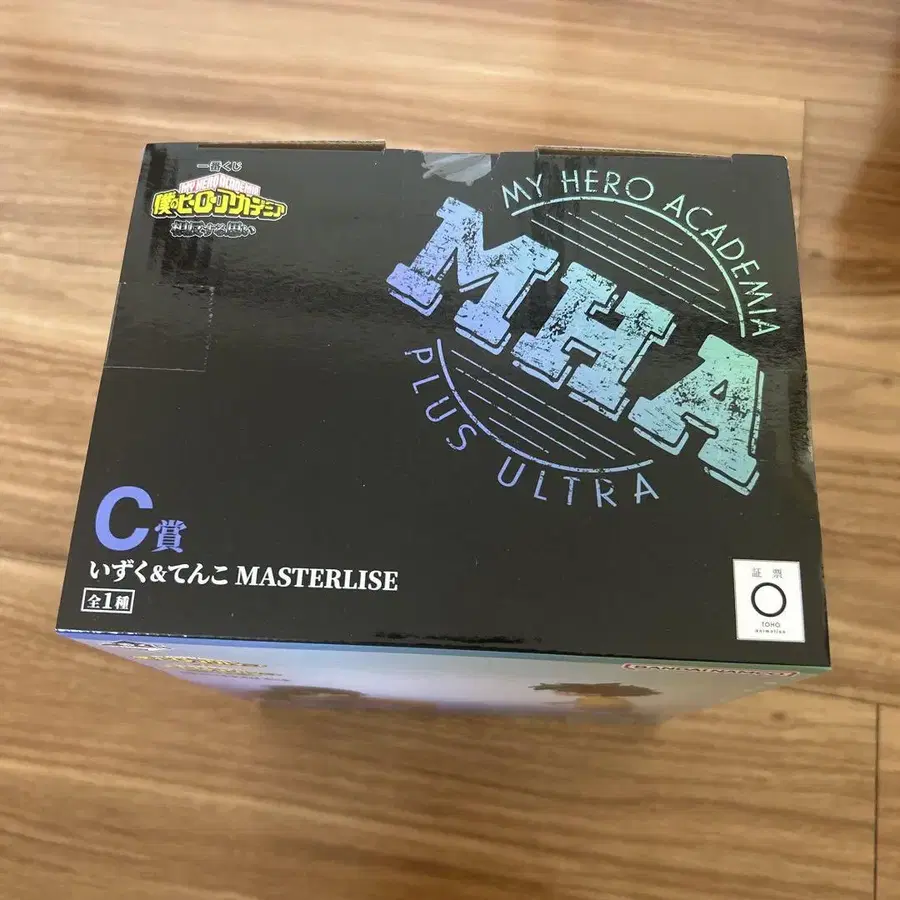 一番くじ
MY HERO ACADEMIA
僕のヒーローアカデミア
MY HERO ACADEMIA
MHA
PLUS ULTRA
C賞
いずく&てんこ MASTERLISE
全1種
証票
TOHO
animation
BANDAI NAMCO